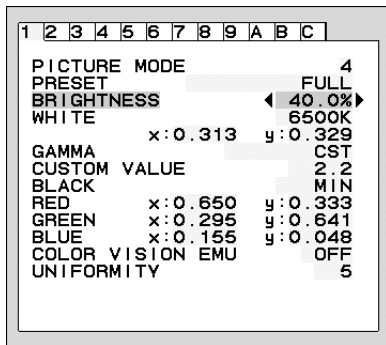 1 2 3 4 5 6 7 8 9 A B C
PICTURE MODE 4
PRESET FULL
BRIGHTNESS 40.0%
WHITE 6500K
x:0.313 y:0.329
GAMMA CST
CUSTOM VALUE 2.2
BLACK MIN
RED x:0.650 y:0.333
GREEN x:0.295 y:0.641
BLUE x:0.155 y:0.048
COLOR VISION EMU OFF
UNIFORMITY 5